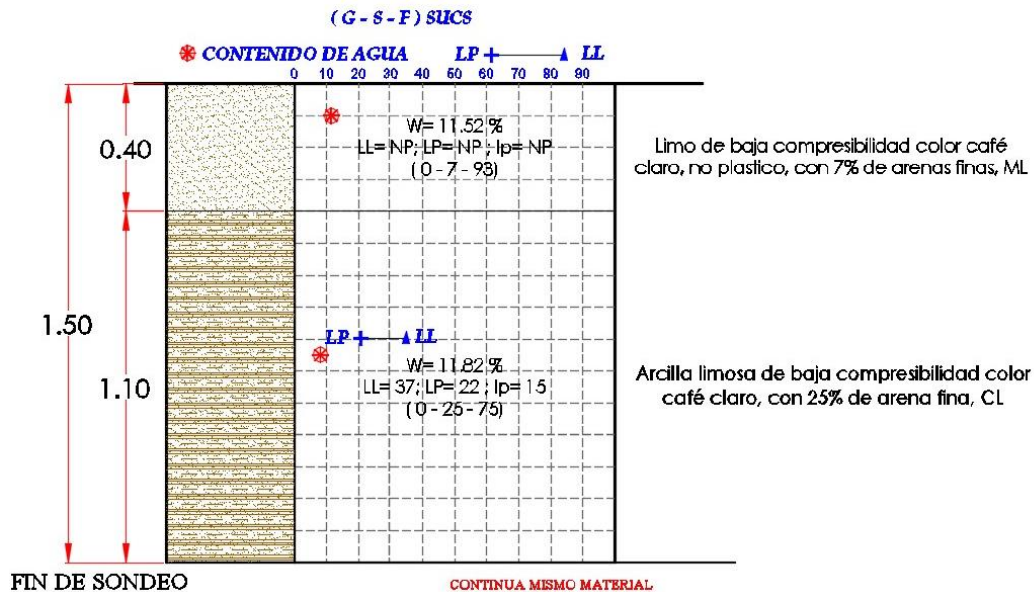 ( G - S - F ) SUCS
CONTENIDO DE AGUA LP LL
0 10 20 30 40 50 60 70 80 90
0.40
W= 11.52 %
LL= NP; LP= NP ; Ip= NP
( 0 - 7 - 93)
Limo de baja compresibilidad color café
claro, no plastico, con 7% de arenas finas, ML
1.50
1.10
LP LL
W= 11.82 %
LL= 37; LP= 22 ; Ip= 15
( 0 -25 - 75)
Arcilla limosa de baja compresibilidad color
café claro, con 25% de arena fina, CL
FIN DE SONDEO
CONTINUA MISMO MATERIAL